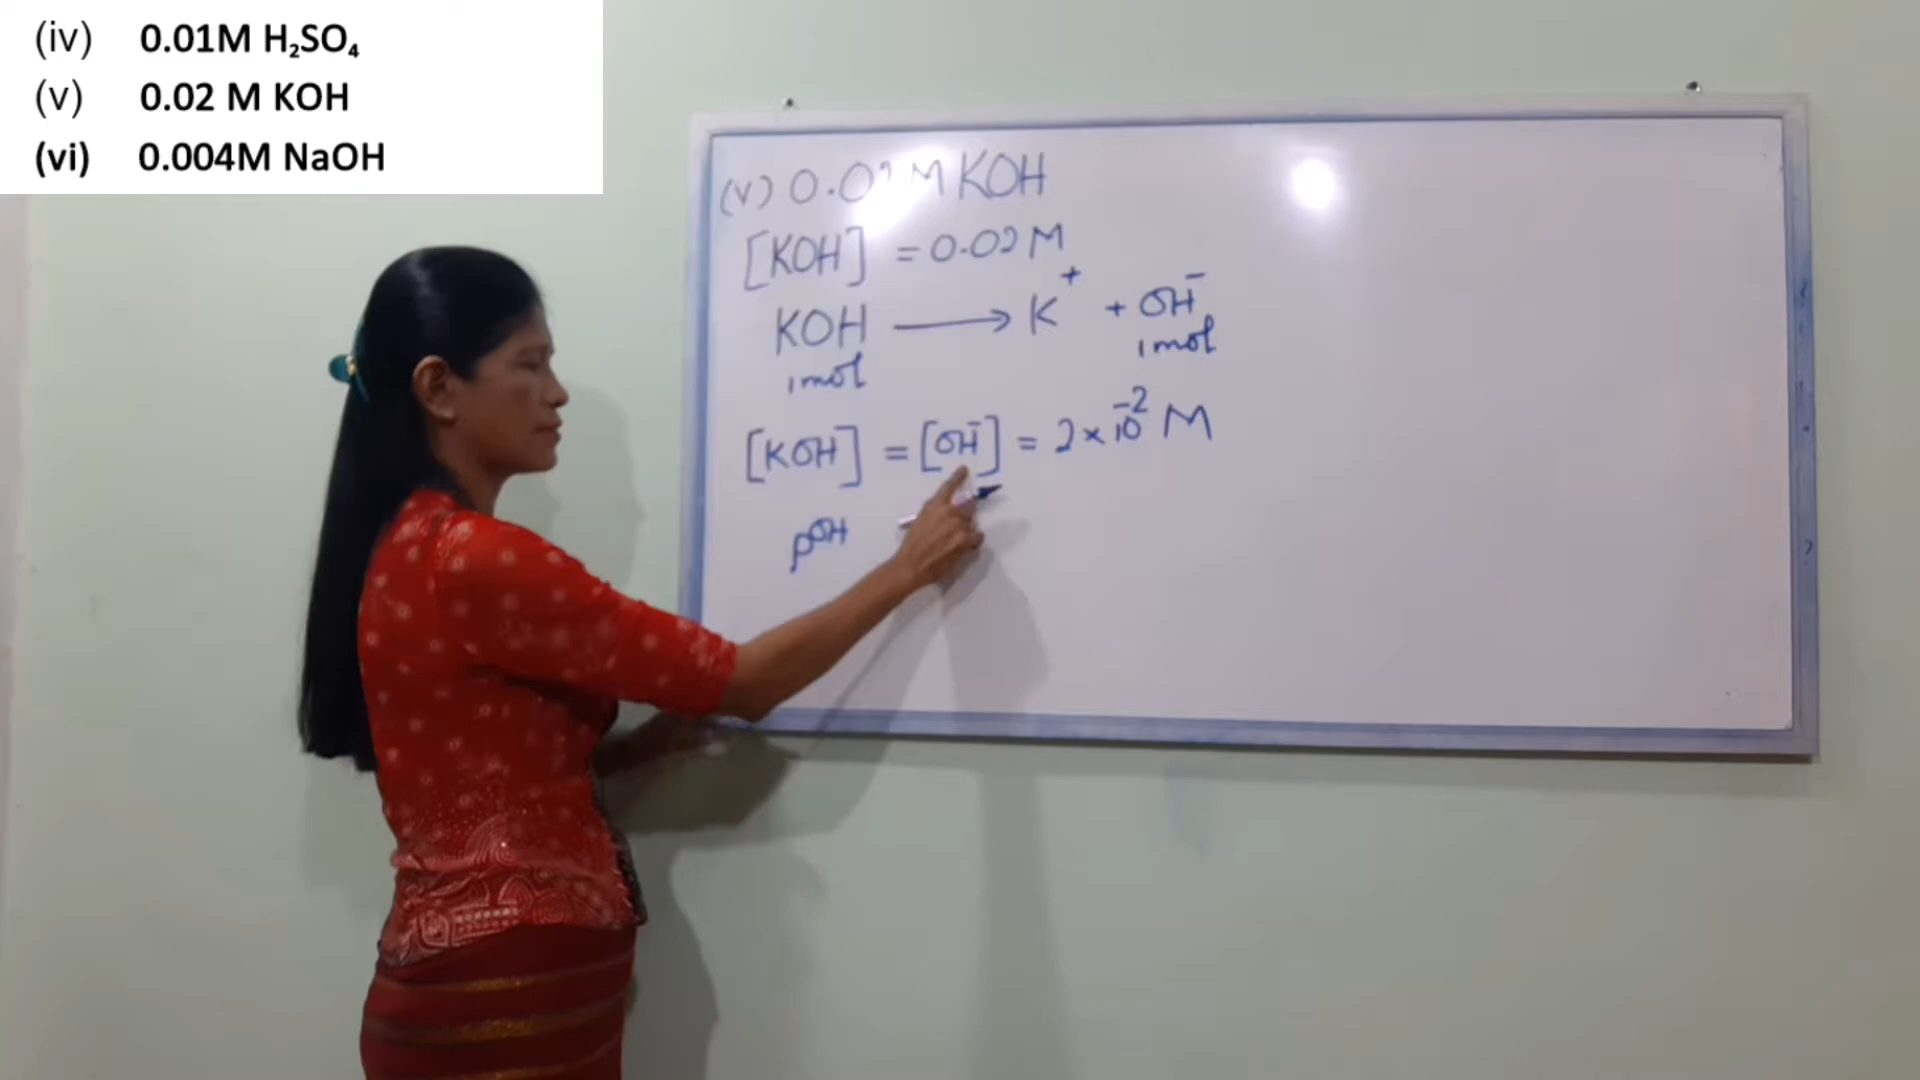 (iv) 0.01M H₂SO₄
(v) 0.02 M KOH
(vi) 0.004M NaOH
(v) 0.02 M KOH
[KOH] = 0.02 M
KOH ⟶ K⁺ + OH⁻
1mol 1mol
[KOH] = [OH⁻] = 2 × 10⁻² M
pOH